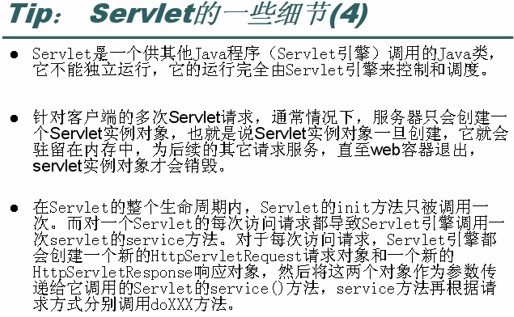 Tip： Servlet的一些细节(4)
● Servlet是一个供其他Java程序（Servlet引擎）调用的Java类，
它不能独立运行，它的运行完全由Servlet引擎来控制和调度。
● 针对客户端的多次Servlet请求，通常情况下，服务器只会创建一
个Servlet实例对象，也就是说Servlet实例对象一旦创建，它就会
驻留在内存中，为后续的其它请求服务，直至web容器退出，
servlet实例对象才会销毁。
● 在Servlet的整个生命周期内，Servlet的init方法只被调用一
次。而对一个Servlet的每次访问请求都导致Servlet引擎调用一
次servlet的service方法。对于每次访问请求，Servlet引擎都
会创建一个新的HttpServletRequest请求对象和一个新的
HttpServletResponse响应对象，然后将这两个对象作为参数传
递给它调用的Servlet的service()方法，service方法再根据请
求方式分别调用doXXX方法。